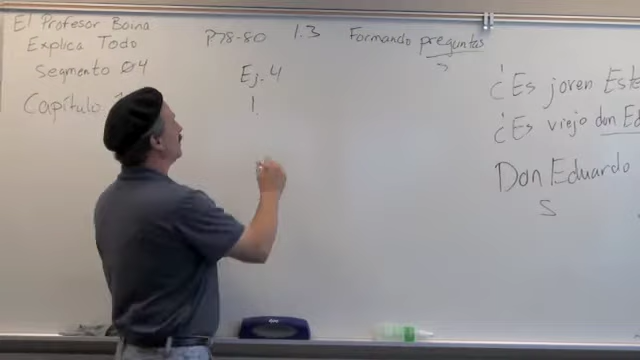 El Profesor Boina
Explica Todo
Segmento 04
Capítulo
p78-80 1.3 Formando preguntas
Ej. 4
1.
¿Es joven Este
¿Es viejo don Ed
Don Eduardo
S